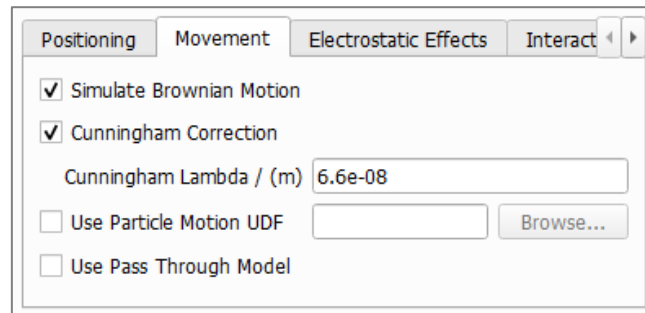 Positioning Movement Electrostatic Effects Interact
Simulate Brownian Motion
Cunningham Correction
Cunningham Lambda / (m) 6.6e-08
Use Particle Motion UDF Browse...
Use Pass Through Model